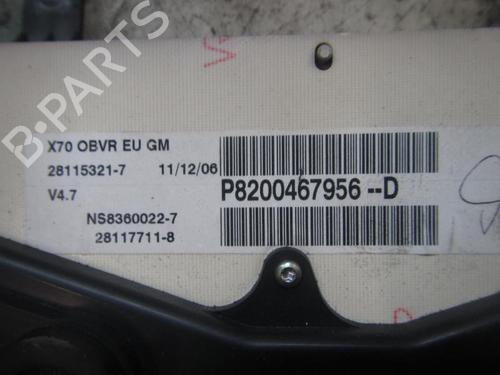 B-PARTS
X70 OBVR EU GM
28115321-7 11/12/06
V4.7
P8200467956--D
NS8360022-7
28117711-8